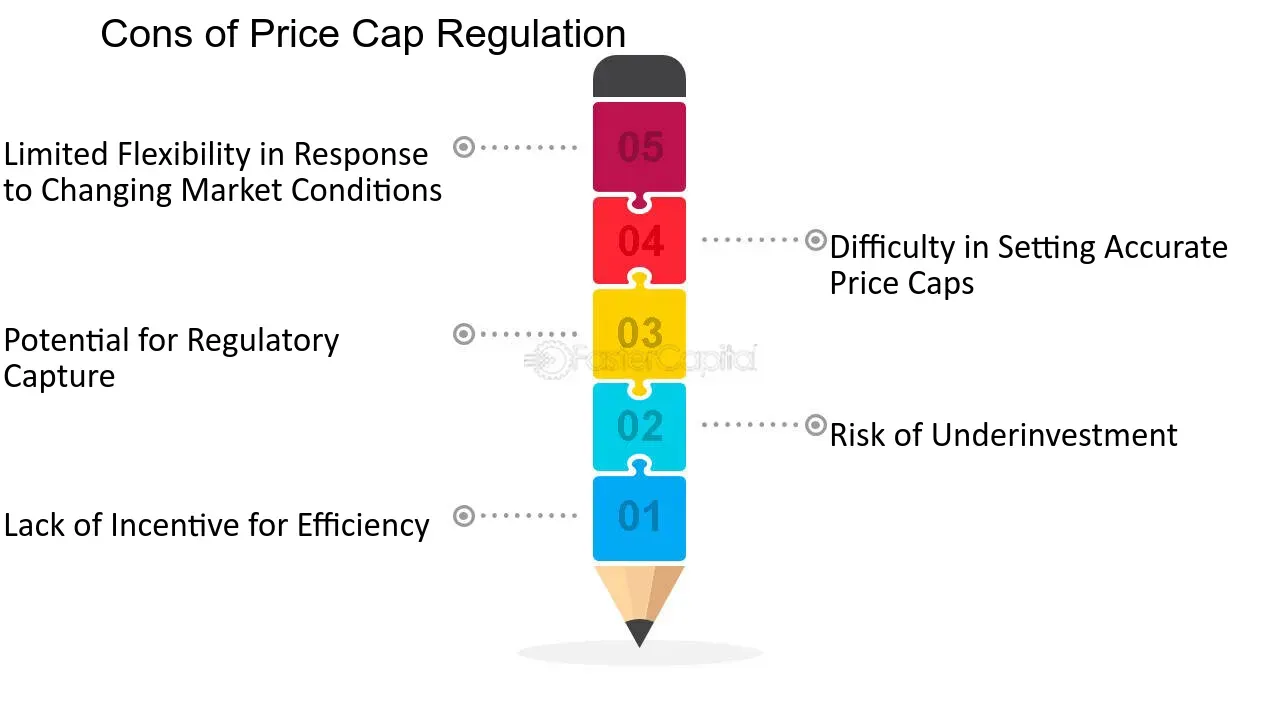 Cons of Price Cap Regulation
05
Limited Flexibility in Response
to Changing Market Conditions
04
Difficulty in Setting Accurate
Price Caps
03
Potential for Regulatory
Capture
FasterCapital
02
Risk of Underinvestment
01
Lack of Incentive for Efficiency